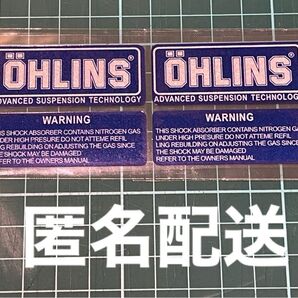 ÖHLINS®
ADVANCED SUSPENSION TECHNOLOGY
WARNING
THIS SHOCK ABSORBER CONTAINS NITROGEN GAS
UNDER HIGH PRESURE DO NOT ATTEME REFIL
LING REBUILDING ON ADJUSTING THE GAS SINCE
THE SHOCK MAY BE DAMAGED
REFER TO THE OWNERS MANUAL
ÖHLINS®
ADVANCED SUSPENSION TECHNOLOGY
WARNING
THIS SHOCK ABSORBER CONTAINS NITROGEN GAS
UNDER HIGH PRESURE DO NOT ATTEME REFIL
LING REBUILDING ON ADJUSTING THE GAS SINCE
THE SHOCK MAY BE DAMAGED
REFER TO THE OWNERS MANUAL
匿名配送